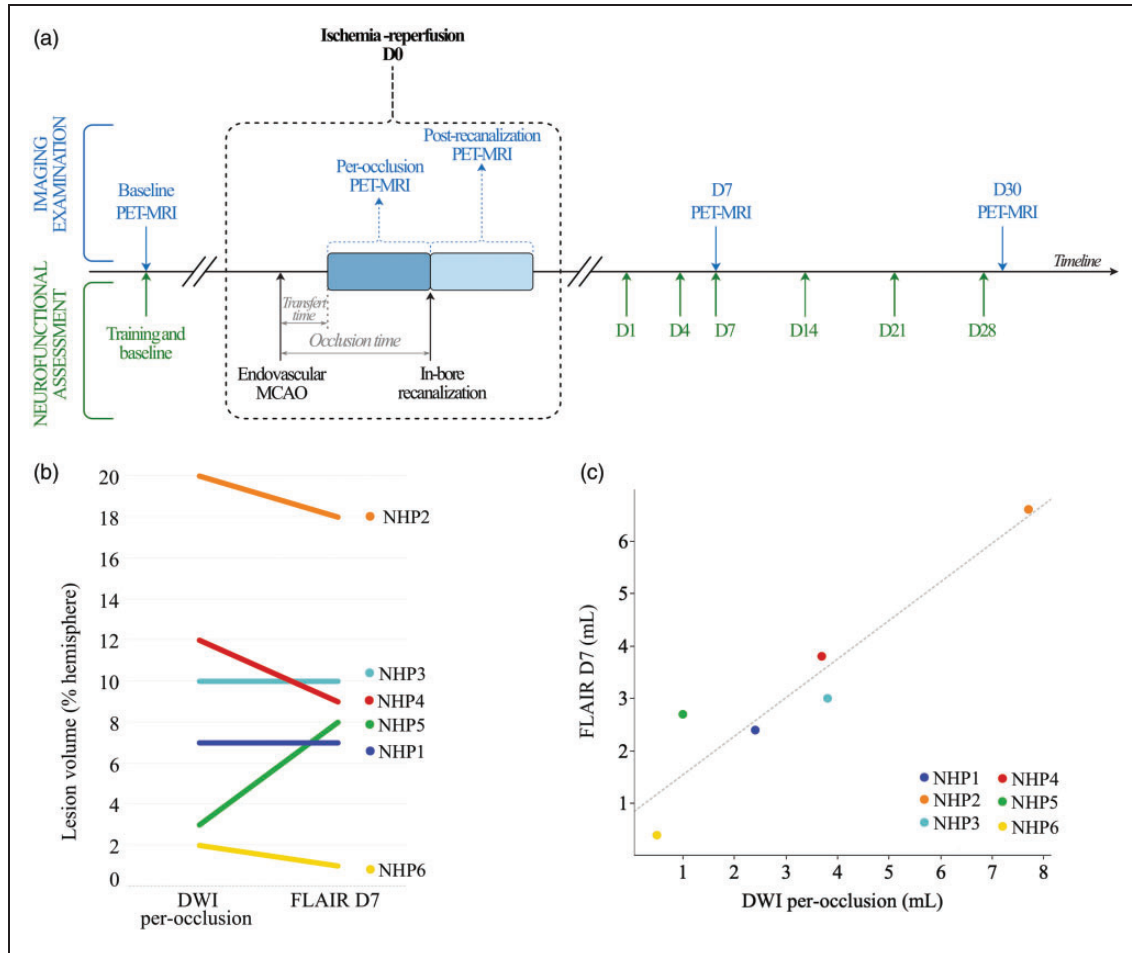 (a)
Ischemia -reperfusion
D0
IMAGING
EXAMINATION
Baseline
PET-MRI
Per-occlusion
PET-MRI
Post-recanalization
PET-MRI
D7
PET-MRI
D30
PET-MRI
Timeline
NEUROFUNCTIONAL
ASSESSMENT
Training and
baseline
Transfert
time
Occlusion time
Endovascular
MCAO
In-bore
recanalization
D1
D4
D7
D14
D21
D28
(b)
Lesion volume (% hemisphere)
20
18
16
14
12
10
8
6
4
2
0
NHP2
NHP3
NHP4
NHP5
NHP1
NHP6
DWI
per-occlusion
FLAIR D7
(c)
FLAIR D7 (mL)
6
5
4
3
2
1
NHP1
NHP2
NHP3
NHP4
NHP5
NHP6
1 2 3 4 5 6 7 8
DWI per-occlusion (mL)